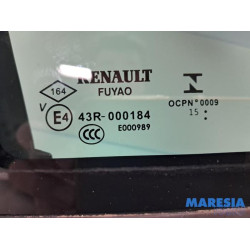 RENAULT
FUYAO
164
V E4 43R-000184
CCC E000989
OCPN°0009
15 :
MARESIA